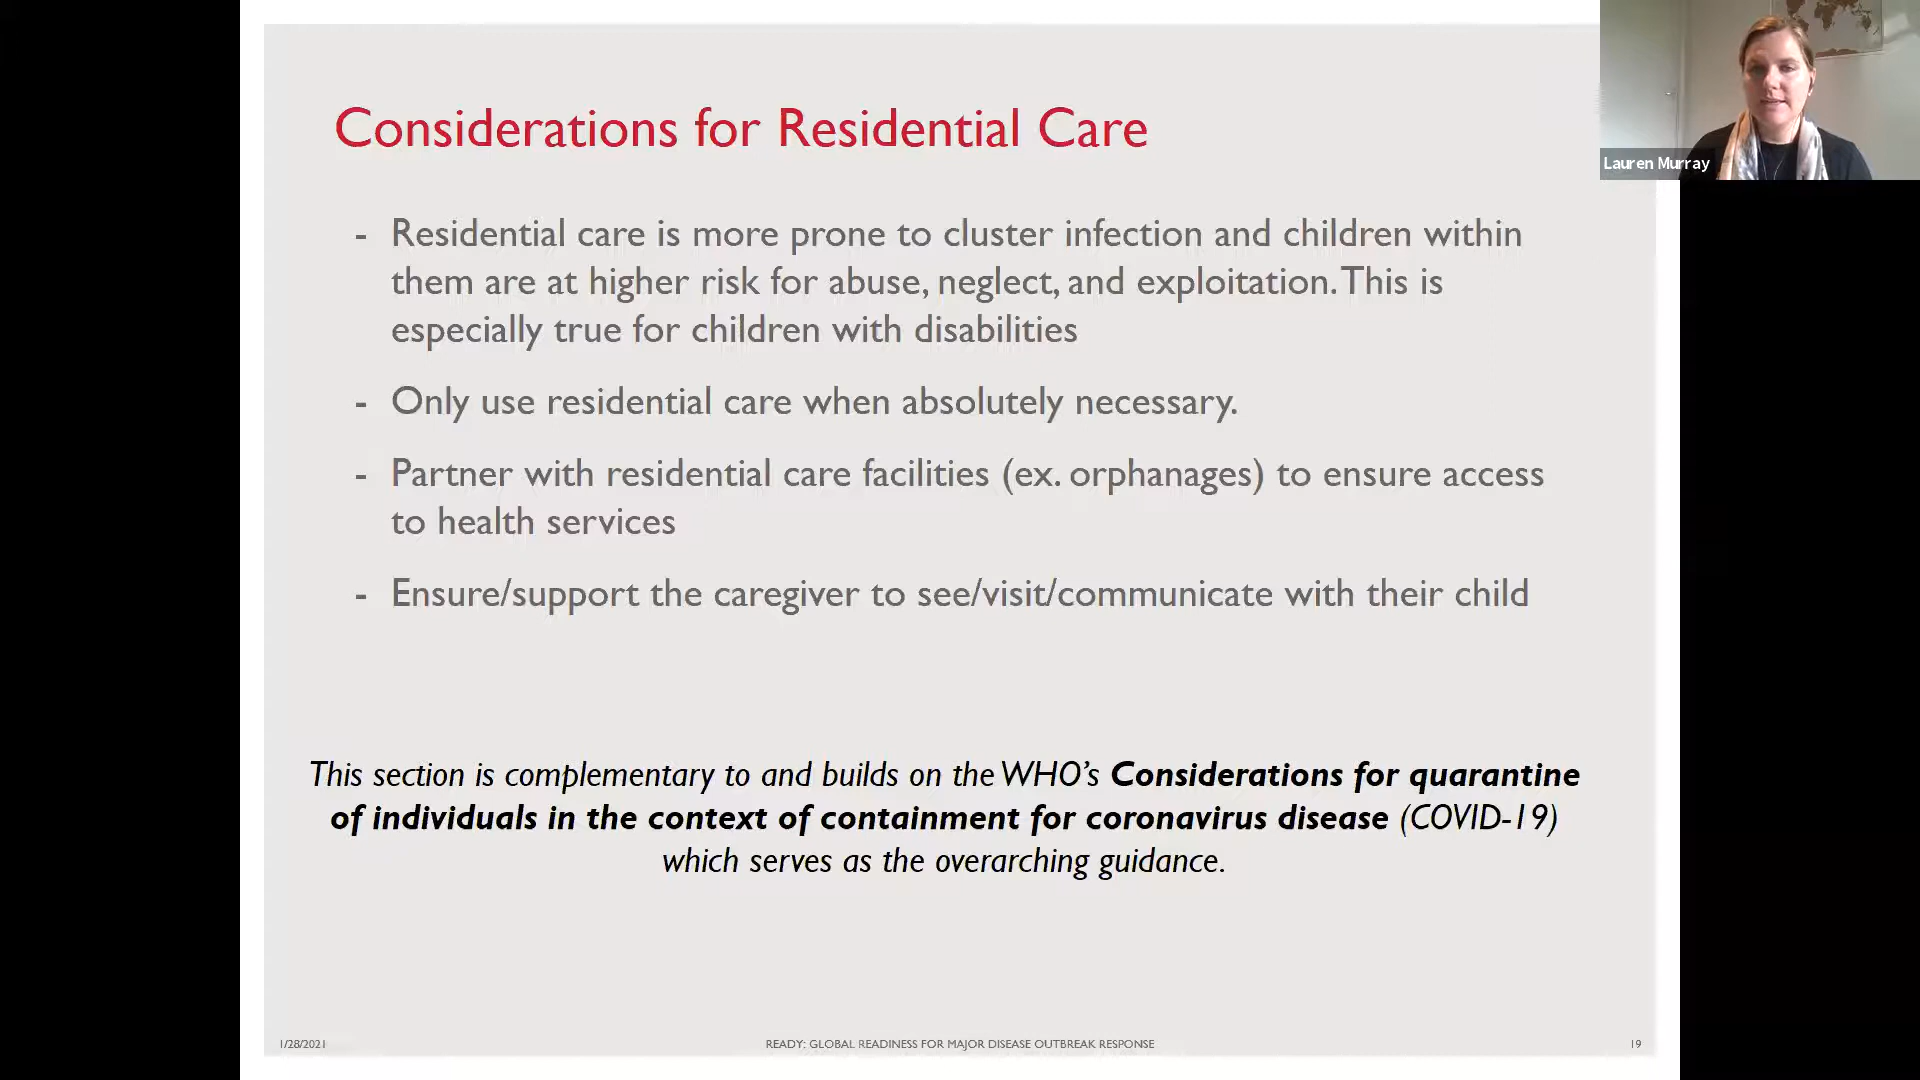 Considerations for Residential Care
Lauren Murray
- Residential care is more prone to cluster infection and children within
them are at higher risk for abuse, neglect, and exploitation. This is
especially true for children with disabilities
- Only use residential care when absolutely necessary.
- Partner with residential care facilities (ex. orphanages) to ensure access
to health services
- Ensure/support the caregiver to see/visit/communicate with their child
This section is complementary to and builds on the WHO’s Considerations for quarantine
of individuals in the context of containment for coronavirus disease (COVID-19)
which serves as the overarching guidance.
1/28/2021
READY: GLOBAL READINESS FOR MAJOR DISEASE OUTBREAK RESPONSE
19